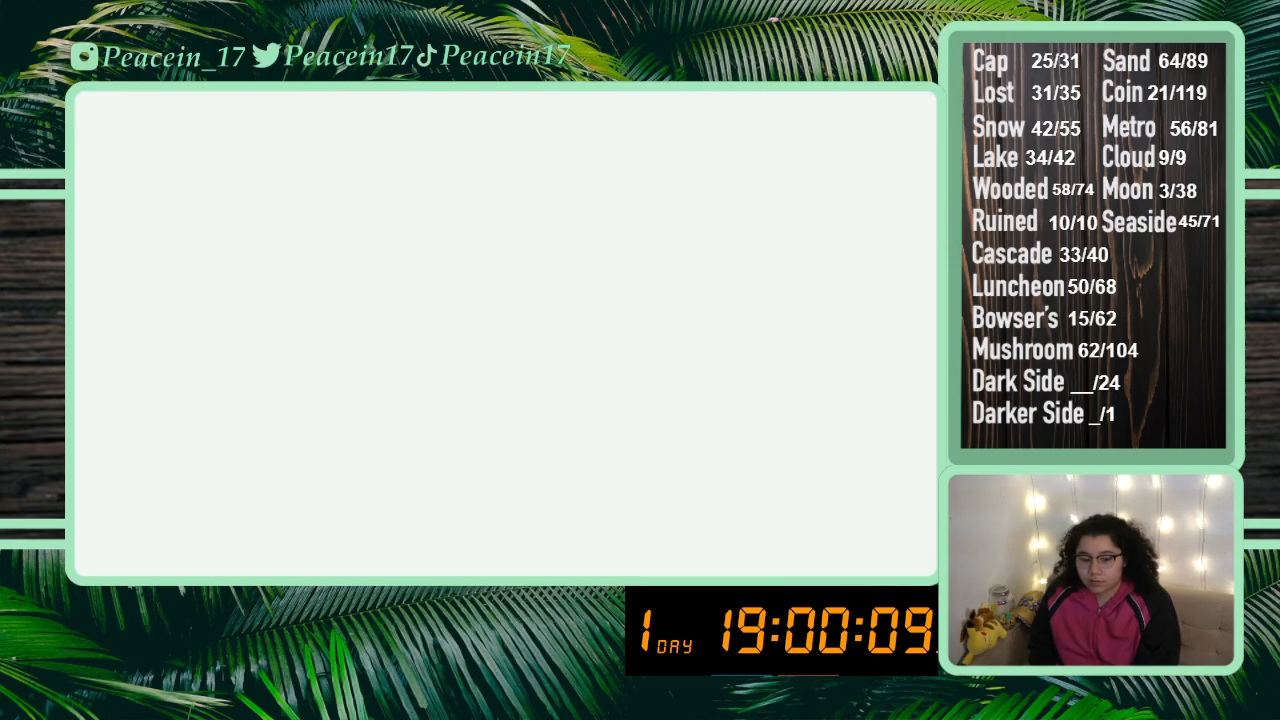 Peacein_17 Peacein17 Peacein17
Cap 25/31 Sand 64/89
Lost 31/35 Coin 21/119
Snow 42/55 Metro 56/81
Lake 34/42 Cloud 9/9
Wooded 58/74 Moon 3/38
Ruined 10/10 Seaside 45/71
Cascade 33/40
Luncheon 50/68
Bowser's 15/62
Mushroom 62/104
Dark Side __/24
Darker Side _/1
1 DAY 19:00:09